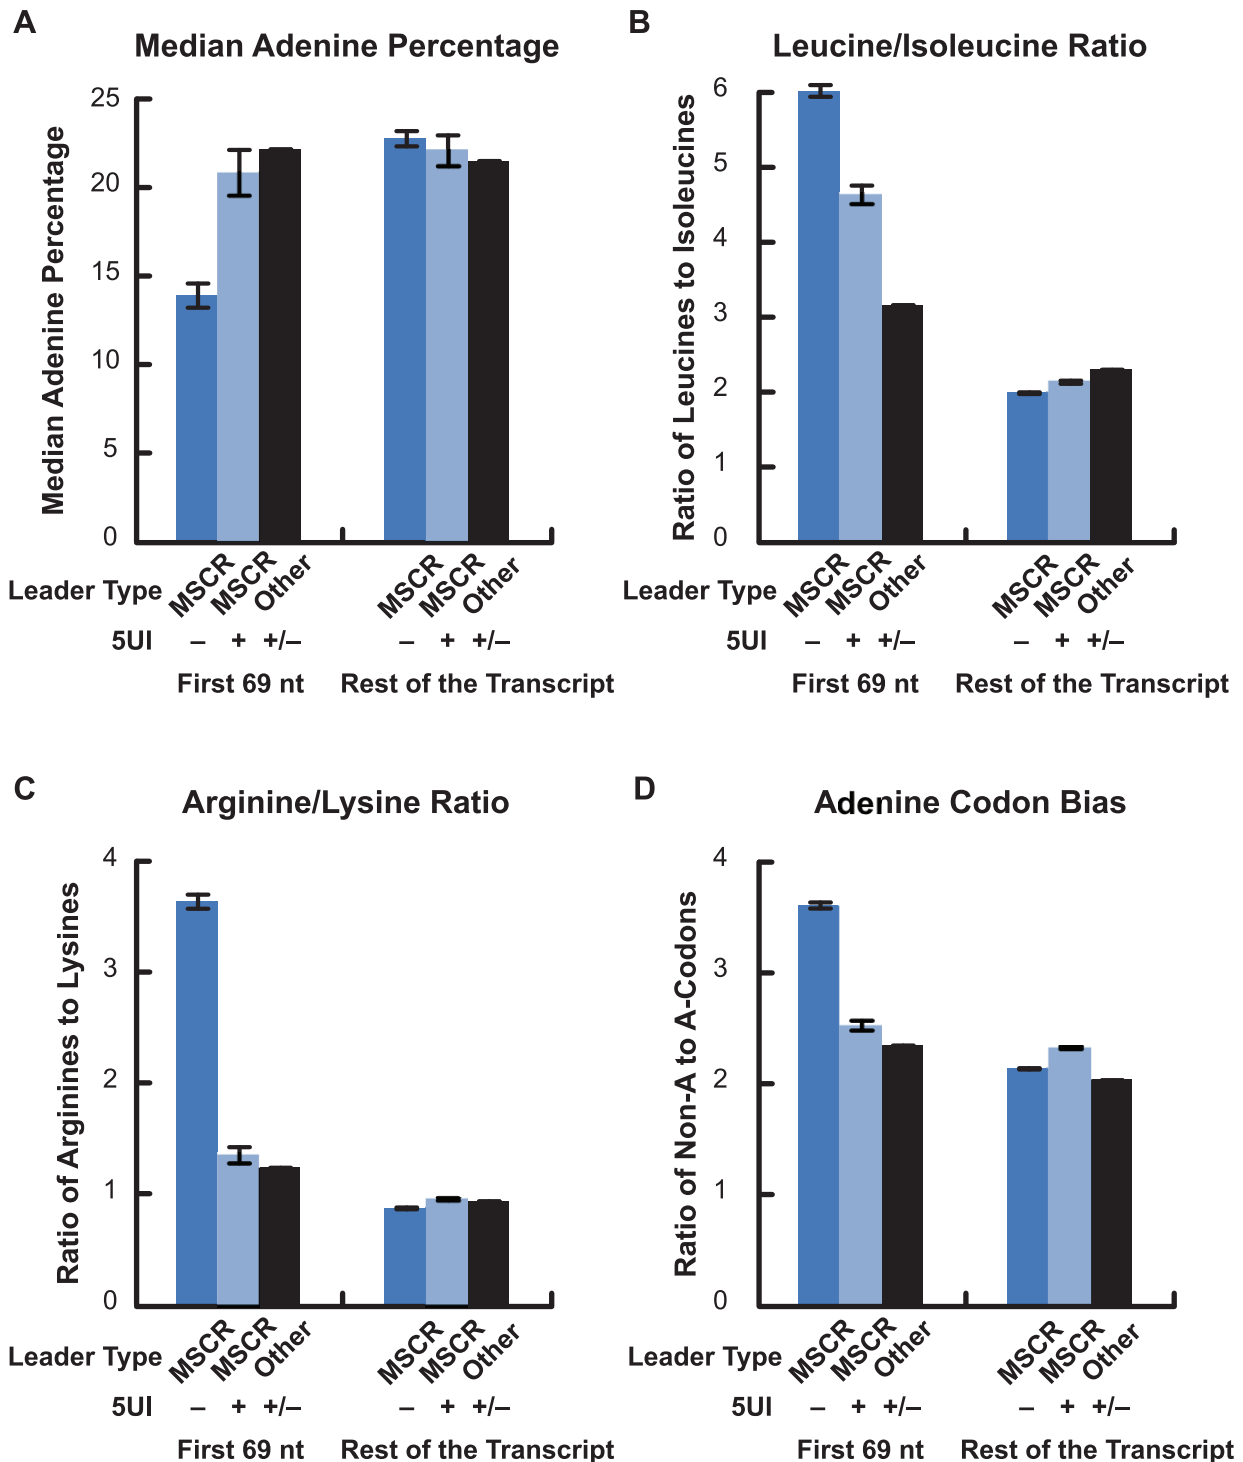 A
Median Adenine Percentage
Median Adenine Percentage
25
20
15
10
5
0
Leader Type
MSCR
MSCR
Other
MSCR
MSCR
Other
5UI
– + +/– – + +/–
First 69 nt Rest of the Transcript
B
Leucine/Isoleucine Ratio
Ratio of Leucines to Isoleucines
6
5
4
3
2
1
0
Leader Type
MSCR
MSCR
Other
MSCR
MSCR
Other
5UI
– + +/– – + +/–
First 69 nt Rest of the Transcript
C
Arginine/Lysine Ratio
Ratio of Arginines to Lysines
4
3
2
1
0
Leader Type
MSCR
MSCR
Other
MSCR
MSCR
Other
5UI
– + +/– – + +/–
First 69 nt Rest of the Transcript
D
Adenine Codon Bias
Ratio of Non-A to A-Codons
4
3
2
1
0
Leader Type
MSCR
MSCR
Other
MSCR
MSCR
Other
5UI
– + +/– – + +/–
First 69 nt Rest of the Transcript